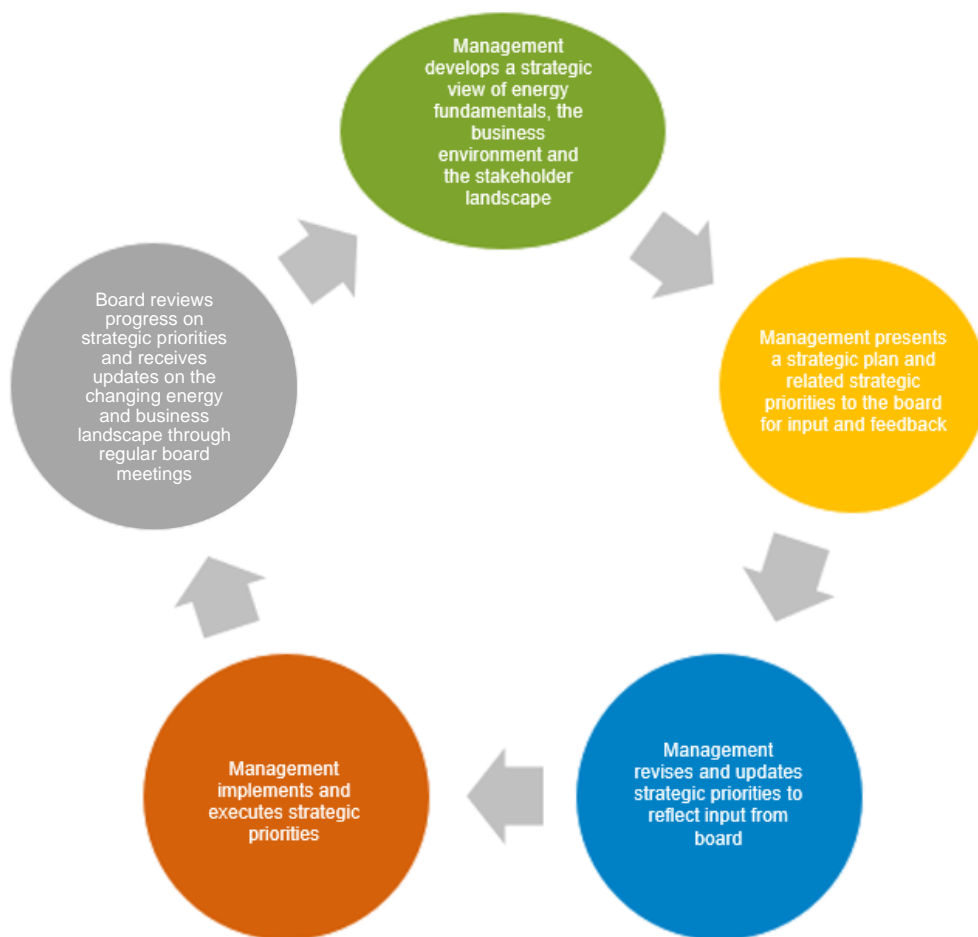 Management
develops a strategic
view of energy
fundamentals, the
business
environment and
the stakeholder
landscape
Management presents
a strategic plan and
related strategic
priorities to the board
for input and feedback
Management
revises and updates
strategic priorities to
reflect input from
board
Management
implements and
executes strategic
priorities
Board reviews
progress on
strategic priorities
and receives
updates on the
changing energy
and business
landscape through
regular board
meetings